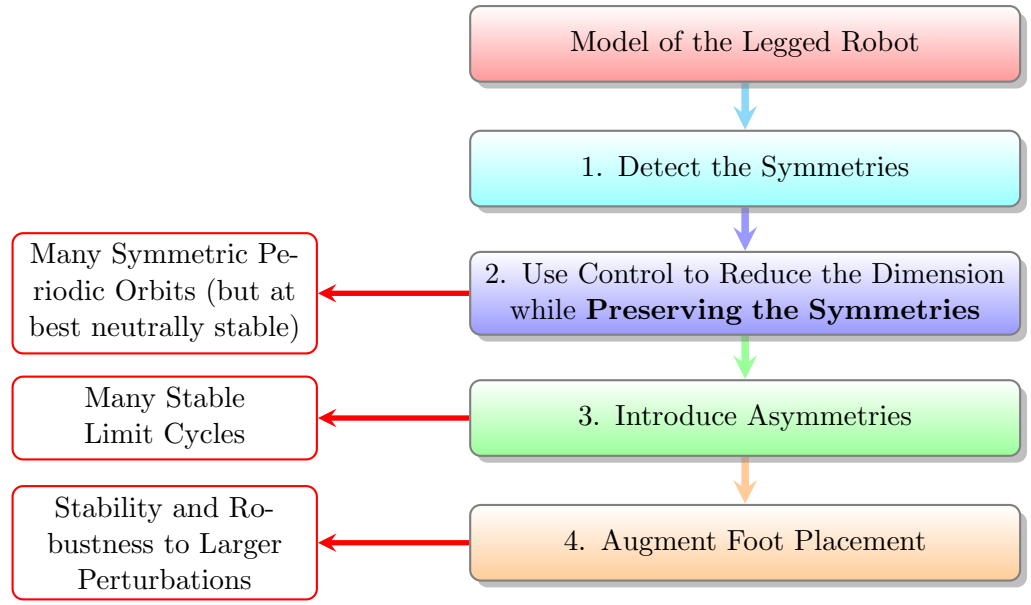 Model of the Legged Robot
1. Detect the Symmetries
Many Symmetric Pe-
riodic Orbits (but at
best neutrally stable)
2. Use Control to Reduce the Dimension
while Preserving the Symmetries
Many Stable
Limit Cycles
3. Introduce Asymmetries
Stability and Ro-
bustness to Larger
Perturbations
4. Augment Foot Placement